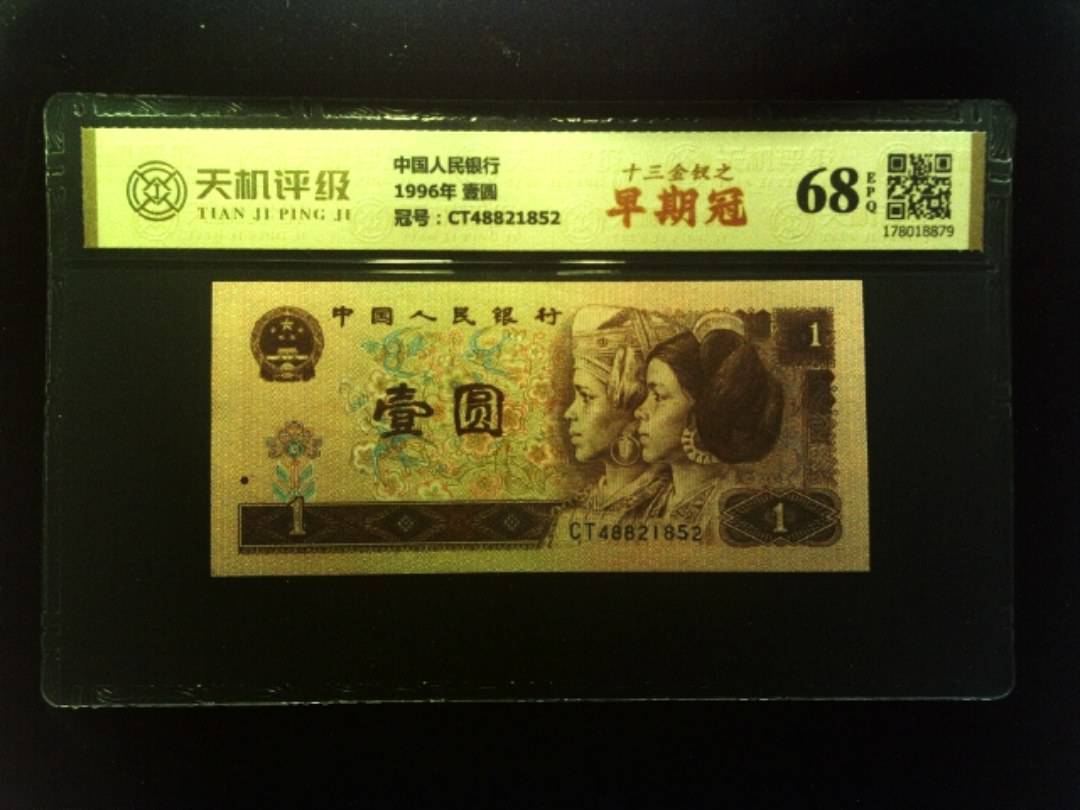 天机评级
TIAN JI PING JI
中国人民银行
1996年 壹圆
冠号：CT48821852
十三金钗之
早期冠
68
EPQ
178018879
中国人民银行
1
壹圆
1
CT48821852
1